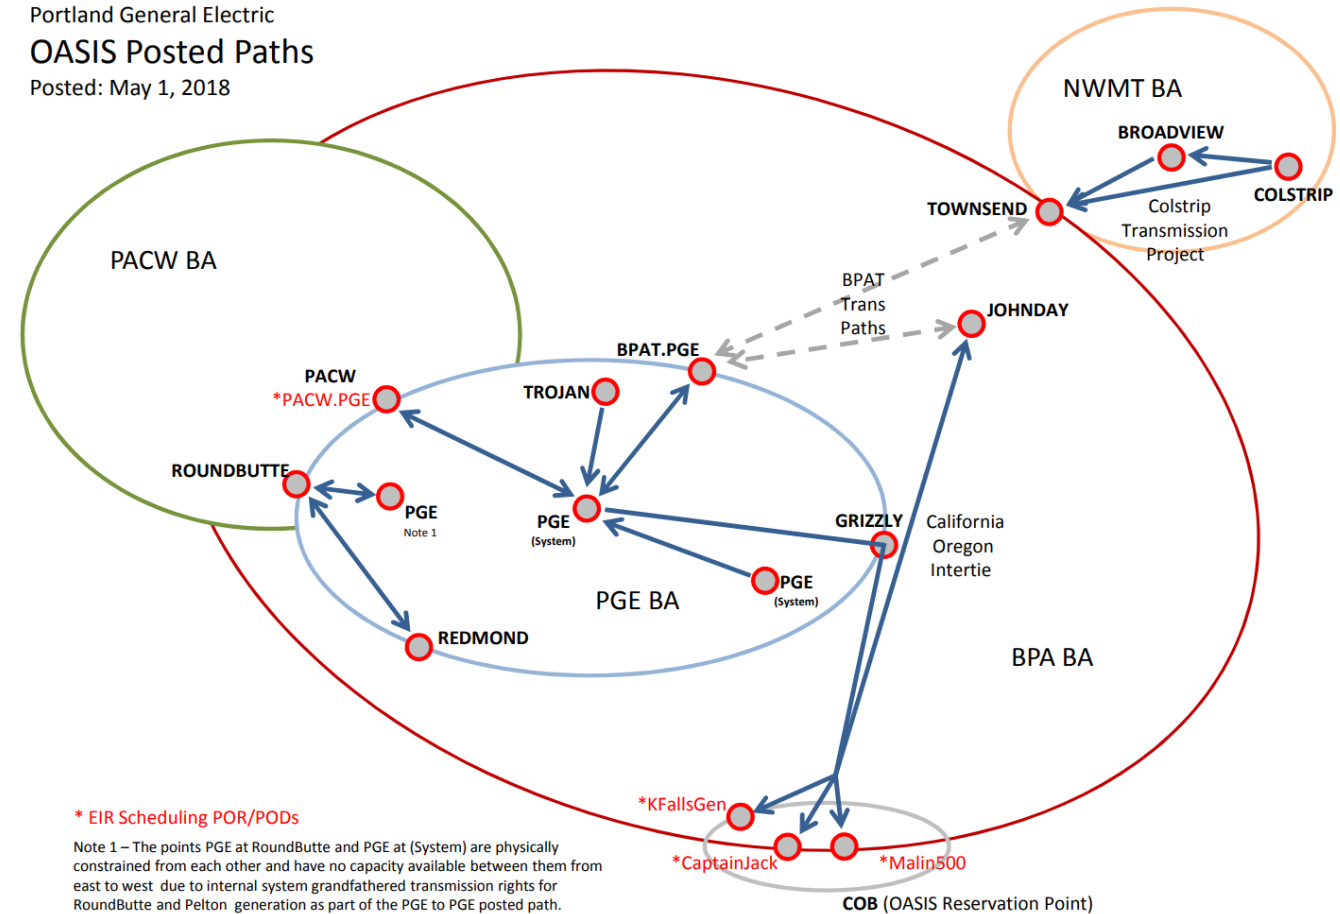 Portland General Electric
OASIS Posted Paths
Posted: May 1, 2018
NWMT BA
BROADVIEW
COLSTRIP
TOWNSEND
Colstrip
Transmission
Project
PACW BA
BPAT
Trans
Paths
JOHNDAY
BPAT.PGE
PACW
*PACW.PGE
TROJAN
ROUNDBUTTE
PGE
Note 1
PGE
(System)
GRIZZLY
California
Oregon
Intertie
PGE
(System)
PGE BA
REDMOND
BPA BA
*KFallsGen
*CaptainJack
*Malin500
COB (OASIS Reservation Point)
* EIR Scheduling POR/PODs
Note 1 – The points PGE at RoundButte and PGE at (System) are physically
constrained from each other and have no capacity available between them from
east to west due to internal system grandfathered transmission rights for
RoundButte and Pelton generation as part of the PGE to PGE posted path.